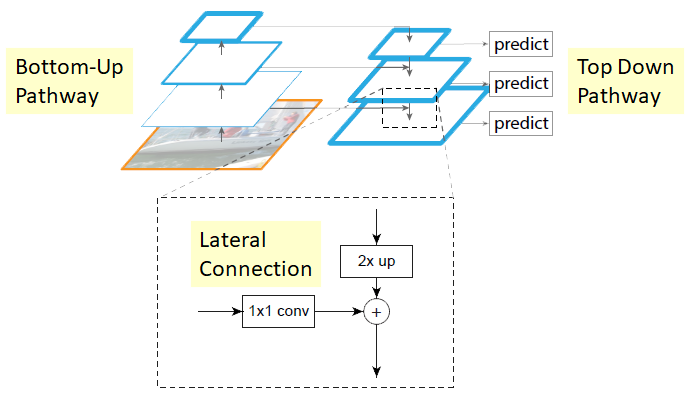 Bottom-Up
Pathway
predict
predict
predict
Top Down
Pathway
Lateral
Connection
2x up
1x1 conv
+